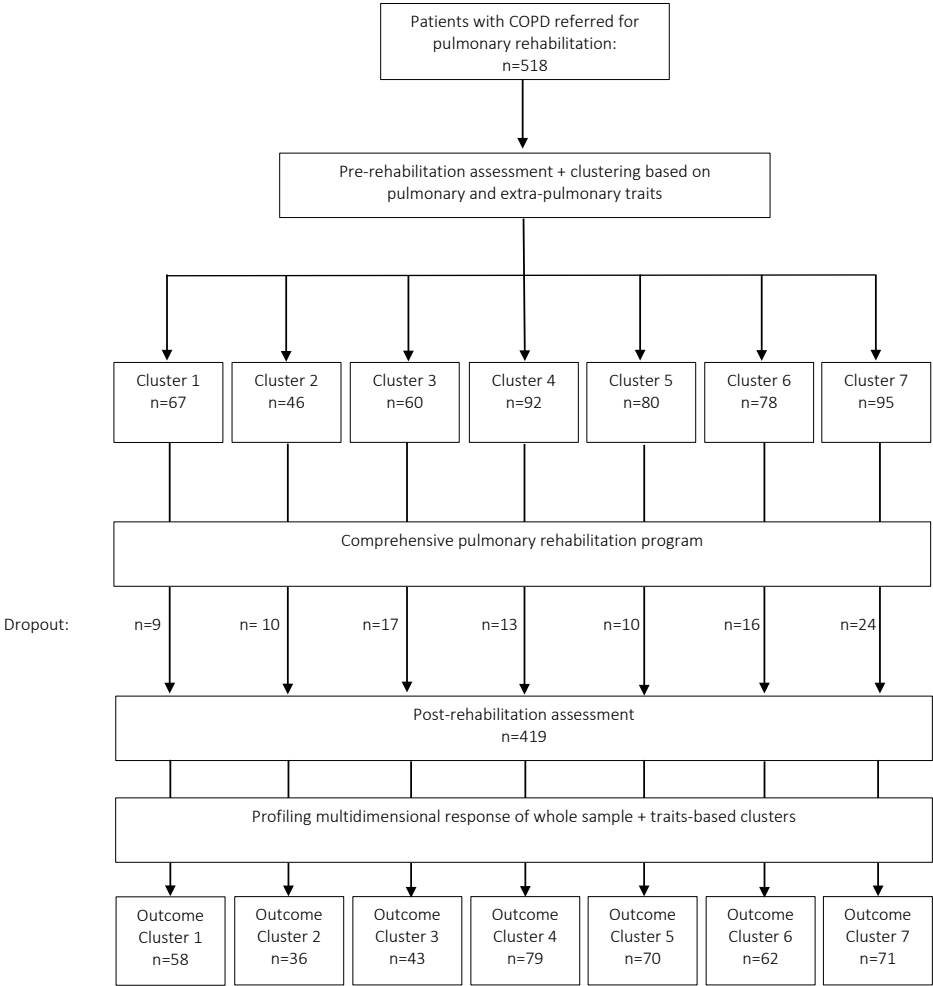 Patients with COPD referred for
pulmonary rehabilitation:
n=518
Pre-rehabilitation assessment + clustering based on
pulmonary and extra-pulmonary traits
Cluster 1
n=67
Cluster 2
n=46
Cluster 3
n=60
Cluster 4
n=92
Cluster 5
n=80
Cluster 6
n=78
Cluster 7
n=95
Comprehensive pulmonary rehabilitation program
Dropout:
n=9
n= 10
n=17
n=13
n=10
n=16
n=24
Post-rehabilitation assessment
n=419
Profiling multidimensional response of whole sample + traits-based clusters
Outcome
Cluster 1
n=58
Outcome
Cluster 2
n=36
Outcome
Cluster 3
n=43
Outcome
Cluster 4
n=79
Outcome
Cluster 5
n=70
Outcome
Cluster 6
n=62
Outcome
Cluster 7
n=71